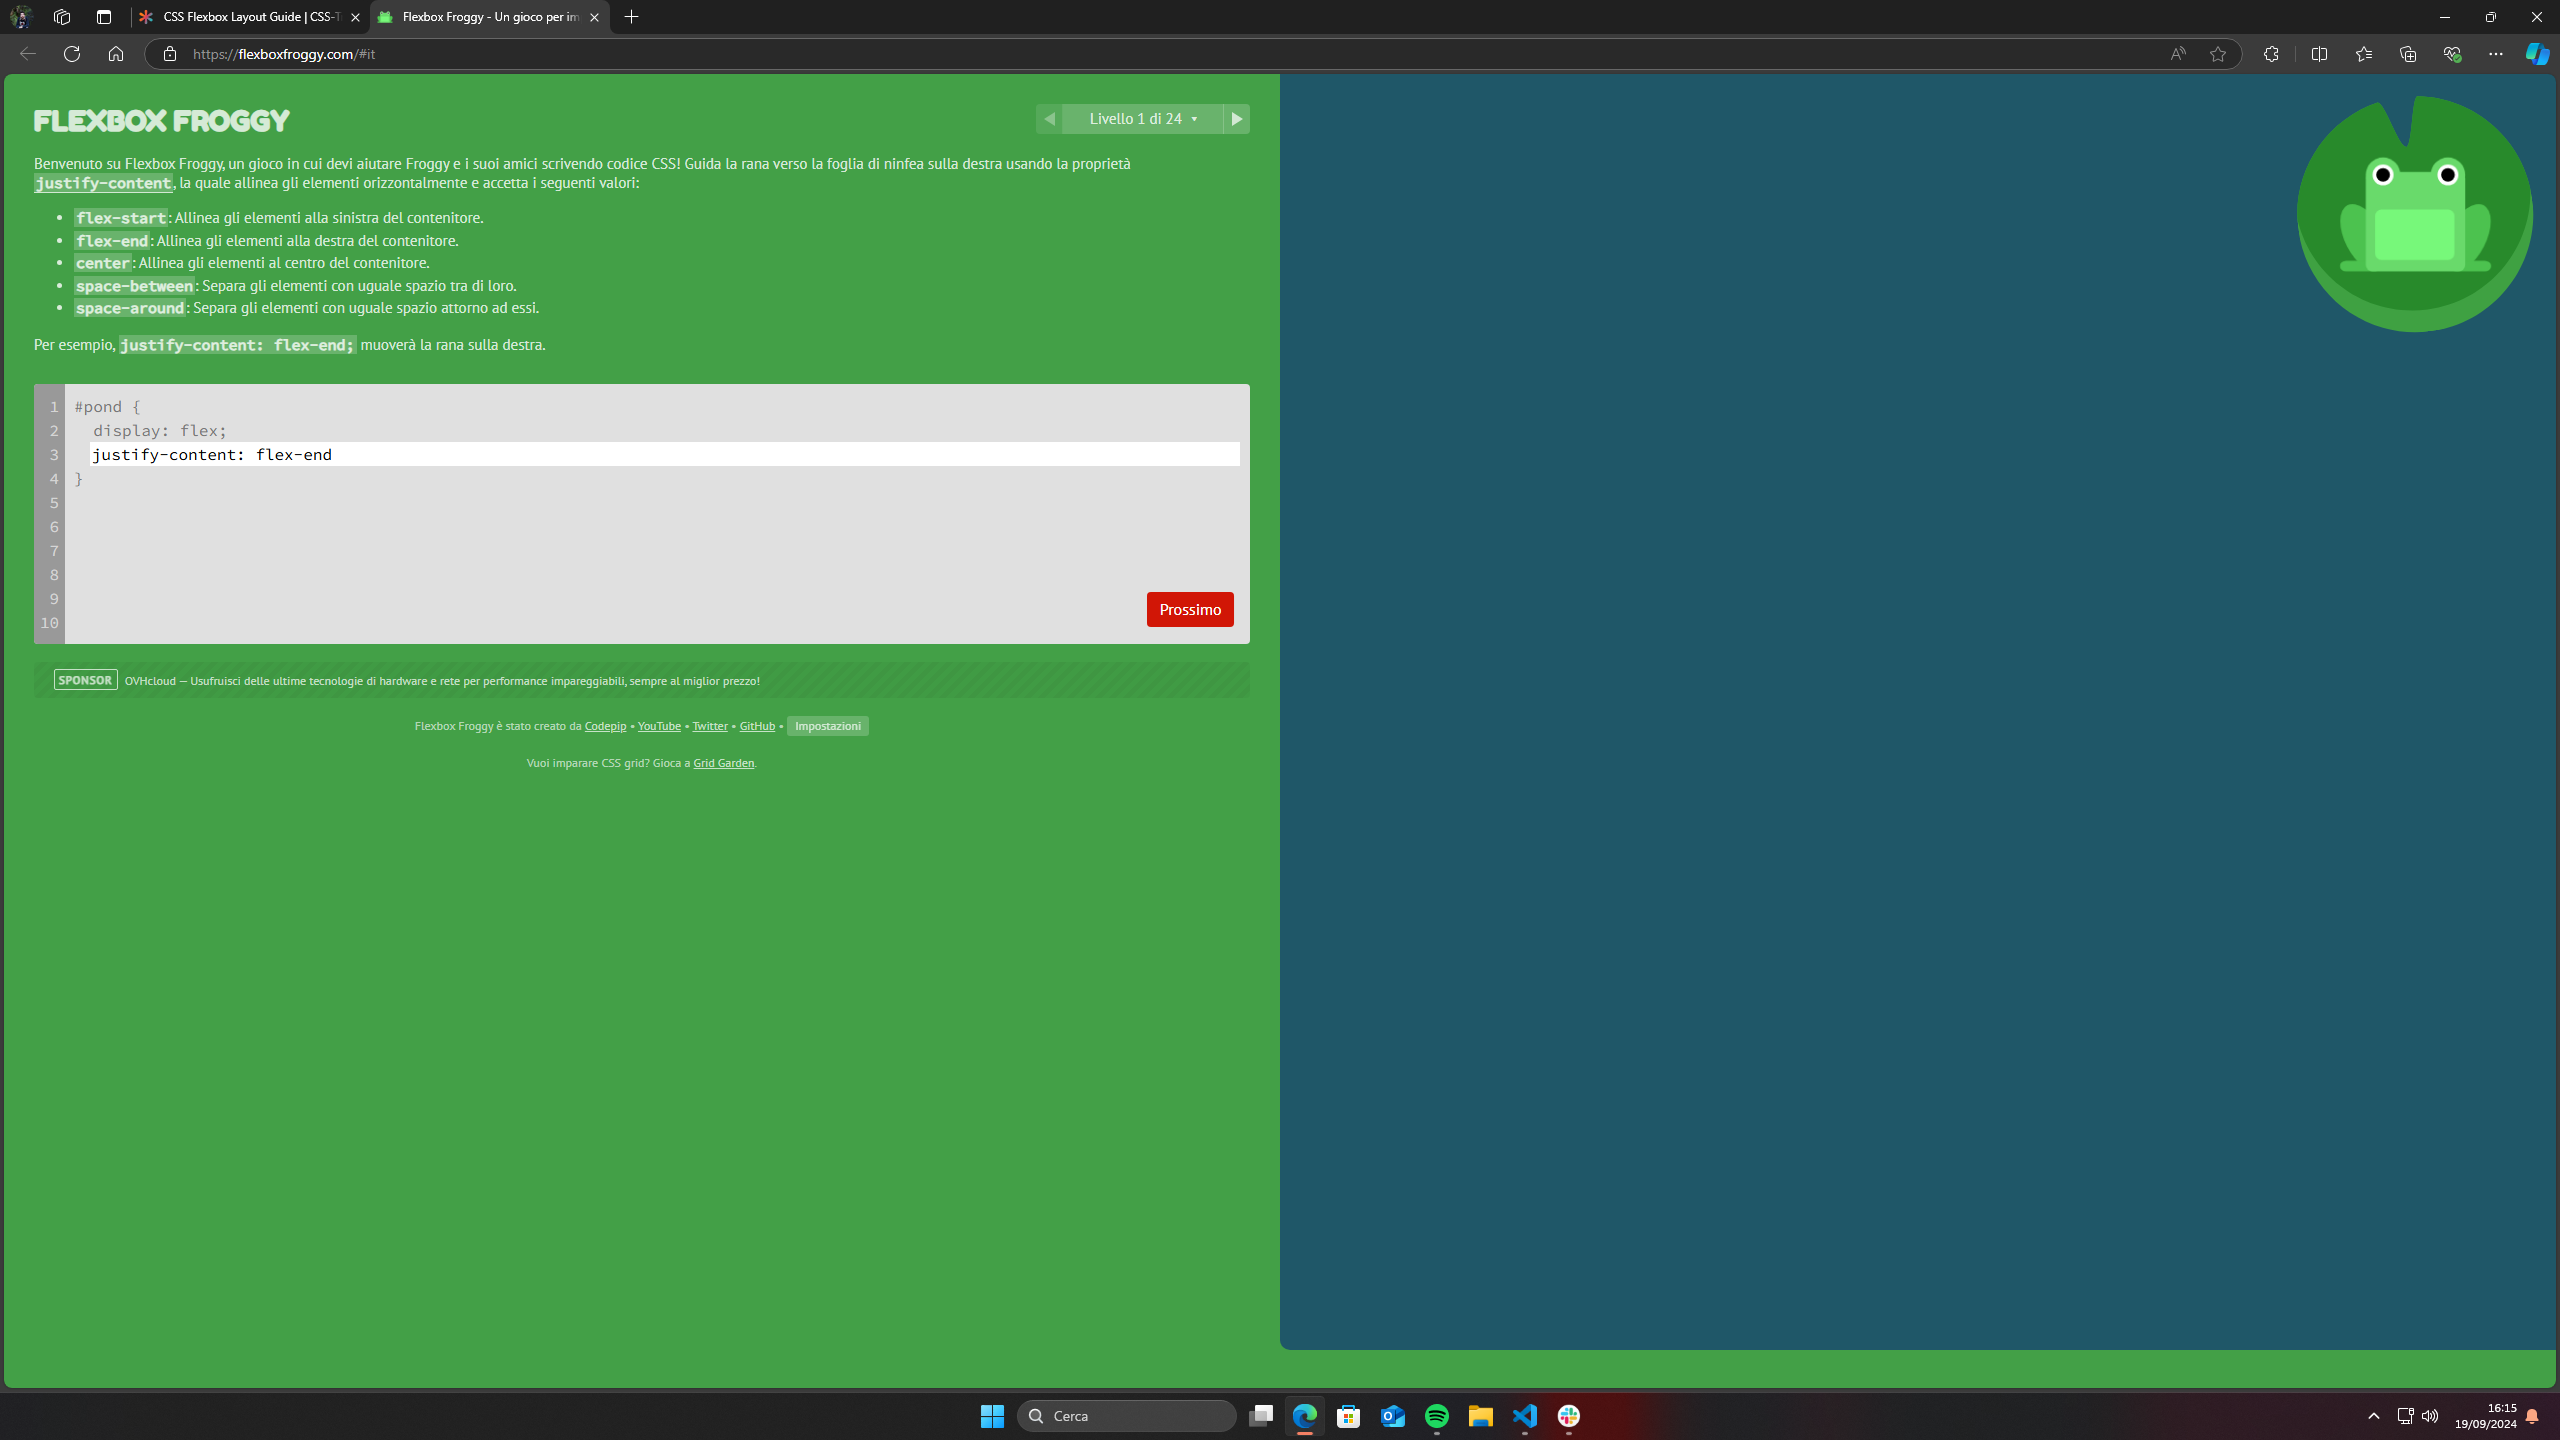 CSS Flexbox Layout Guide | CSS-T
Flexbox Froggy - Un gioco per im
https://flexboxfroggy.com/#it
FLEXBOX FROGGY
Livello 1 di 24
Benvenuto su Flexbox Froggy, un gioco in cui devi aiutare Froggy e i suoi amici scrivendo codice CSS! Guida la rana verso la foglia di ninfea sulla destra usando la proprietà
justify-content, la quale allinea gli elementi orizzontalmente e accetta i seguenti valori:
• flex-start: Allinea gli elementi alla sinistra del contenitore.
• flex-end: Allinea gli elementi alla destra del contenitore.
• center: Allinea gli elementi al centro del contenitore.
• space-between: Separa gli elementi con uguale spazio tra di loro.
• space-around: Separa gli elementi con uguale spazio attorno ad essi.
Per esempio, justify-content: flex-end; muoverà la rana sulla destra.
1 #pond {
2 display: flex;
3 justify-content: flex-end
4 }
5
6
7
8
9
10
Prossimo
SPONSOR OVHcloud — Usufruisci delle ultime tecnologie di hardware e rete per performance impareggiabili, sempre al miglior prezzo!
Flexbox Froggy è stato creato da Codepip • YouTube • Twitter • GitHub • Impostazioni
Vuoi imparare CSS grid? Gioca a Grid Garden.
Cerca
16:15
19/09/2024